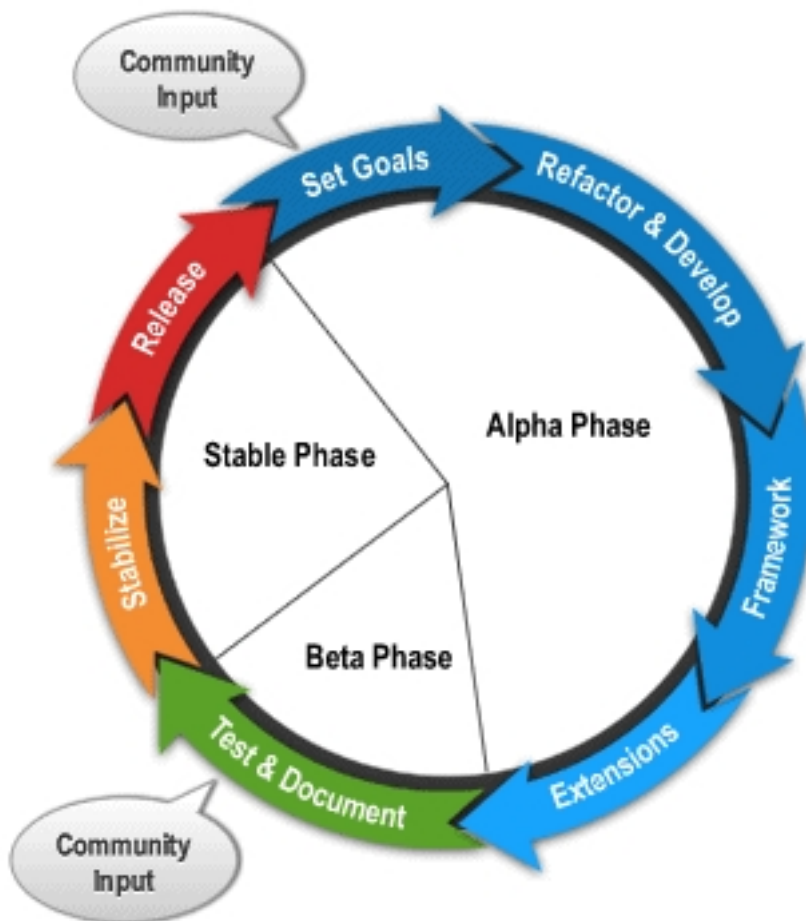 Community
Input
Set Goals
Refactor & Develop
Framework
Extensions
Test & Document
Stabilize
Release
Alpha Phase
Stable Phase
Beta Phase
Community
Input